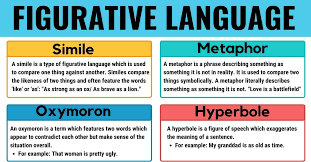 FIGURATIVE LANGUAGE
Simile
A simile is a type of figurative language which is used
to compare one thing against another. Similes compare
the likeness of two things and often feature the words
'like' or 'as': "As strong as an ox/ As brave as a lion."
Metaphor
A metaphor is a phrase describing something as
something it is not in reality. It is used to compare two
things symbolically. A metaphor literally describes
something as something it is not. "Love is a battlefield"
Oxymoron
An oxymoron is a term which features two words which
appear to contradict each other but make sense of the
situation overall.
• For example: That woman is pretty ugly.
Hyperbole
A hyperbole is a figure of speech which exaggerates
the meaning of a sentence.
• For example: My granddad is as old as time.